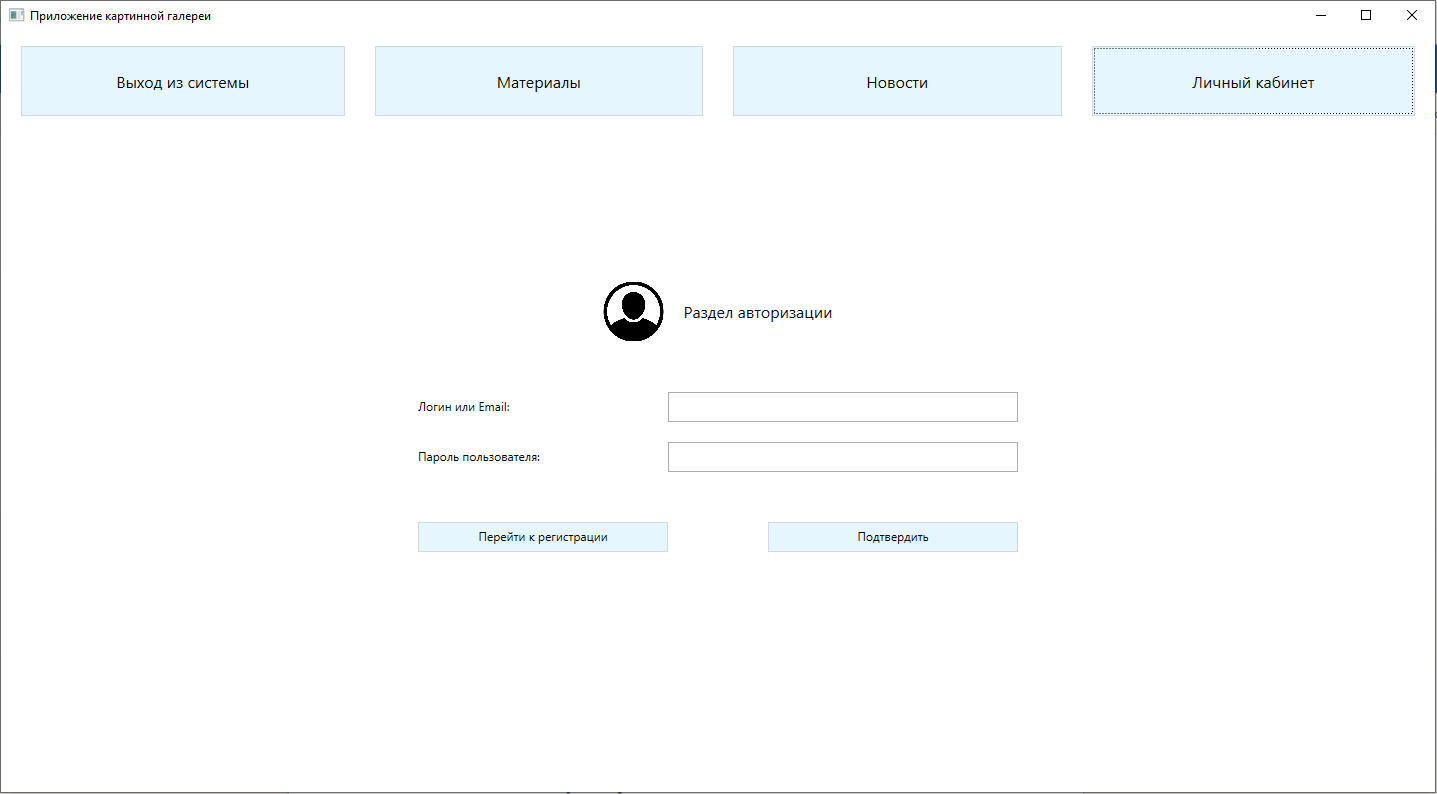 Приложение картинной галереи
Выход из системы
Материалы
Новости
Личный кабинет
Раздел авторизации
Логин или Email:
Пароль пользователя:
Перейти к регистрации
Подтвердить